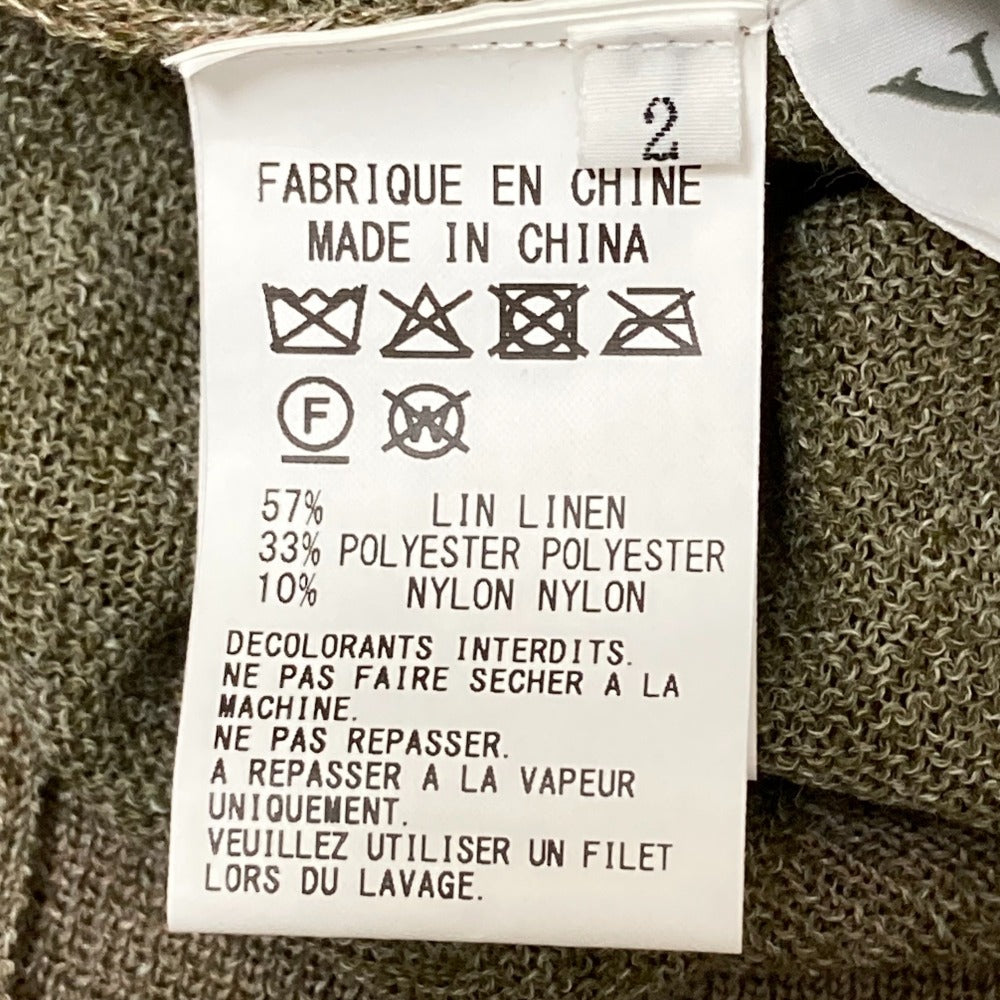 2
FABRIQUE EN CHINE
MADE IN CHINA
F
W
57% LIN LINEN
33% POLYESTER POLYESTER
10% NYLON NYLON
DECOLORANTS INTERDITS.
NE PAS FAIRE SECHER A LA
MACHINE.
NE PAS REPASSER.
A REPASSER A LA VAPEUR
UNIQUEMENT.
VEUILLEZ UTILISER UN FILET
LORS DU LAVAGE.